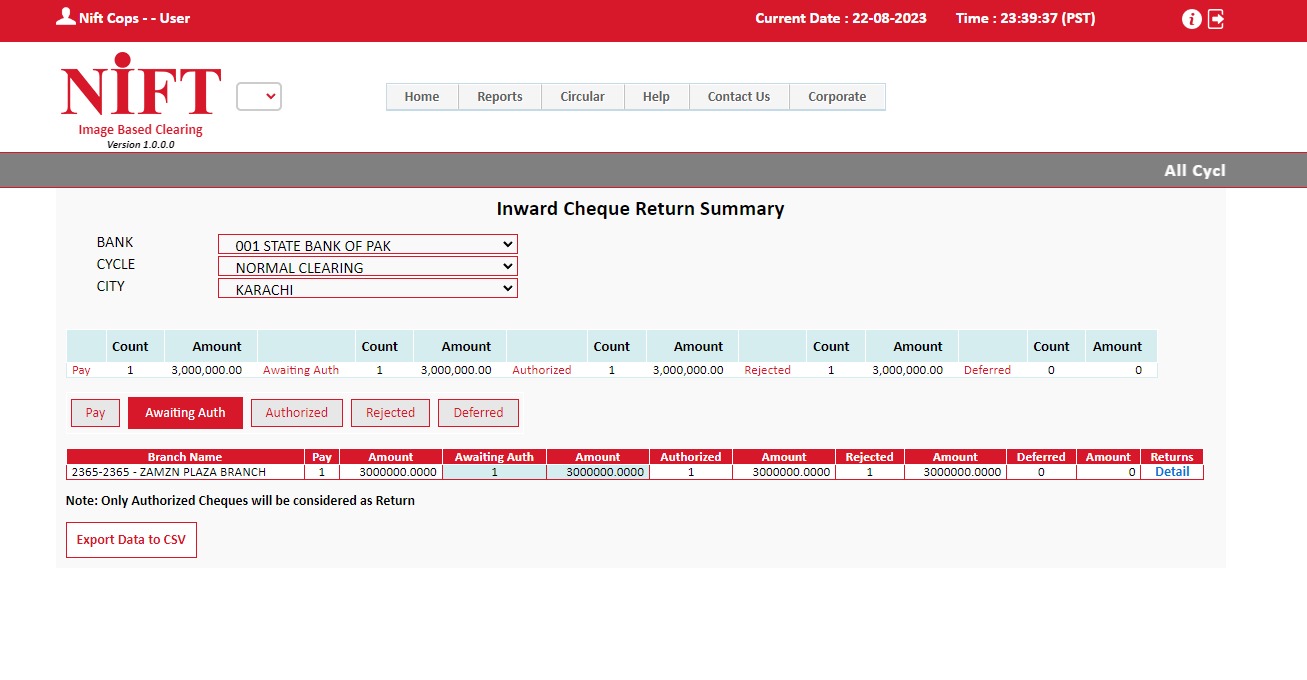 Nift Cops - - User Current Date : 22-08-2023 Time : 23:39:37 (PST)
NIFT
Image Based Clearing
Version 1.0.0.0
Home Reports Circular Help Contact Us Corporate
All Cycl
Inward Cheque Return Summary
BANK 001 STATE BANK OF PAK
CYCLE NORMAL CLEARING
CITY KARACHI
Count Amount Count Amount Count Amount Count Amount Count Amount
Pay 1 3,000,000.00 Awaiting Auth 1 3,000,000.00 Authorized 1 3,000,000.00 Rejected 1 3,000,000.00 Deferred 0 0
Pay Awaiting Auth Authorized Rejected Deferred
Branch Name Pay Amount Awaiting Auth Amount Authorized Amount Rejected Amount Deferred Amount Returns
2365-2365 - ZAMZN PLAZA BRANCH 1 3000000.0000 1 3000000.0000 1 3000000.0000 1 3000000.0000 0 0 Detail
Note: Only Authorized Cheques will be considered as Return
Export Data to CSV